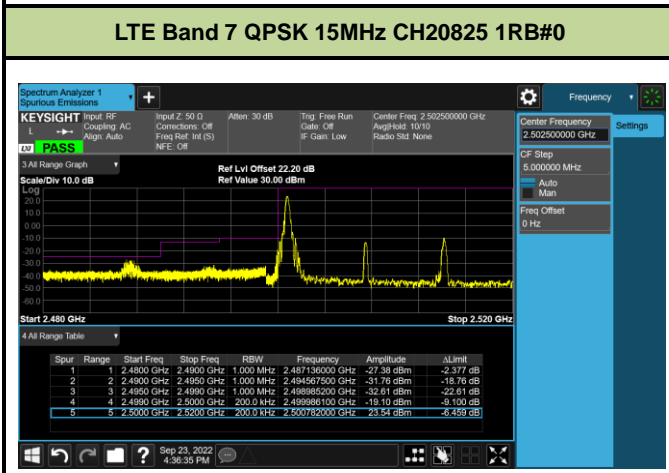 LTE Band 7 QPSK 15MHz CH20825 1RB#0
Spectrum Analyzer 1
Spurious Emissions
Frequency
KEYSIGHT
L
LXI
PASS
Input: RF
Coupling: AC
Align: Auto
Input Z: 50 Ω
Corrections: Off
Freq Ref: Int (S)
NFE: Off
Atten: 30 dB
Trig: Free Run
Gate: Off
IF Gain: Low
Center Freq: 2.502500000 GHz
Avg|Hold: 10/10
Radio Std: None
Center Frequency
2.502500000 GHz
Settings
CF Step
5.000000 MHz
Auto
Man
Freq Offset
0 Hz
3 All Range Graph
Scale/Div 10.0 dB
Ref Lvl Offset 22.20 dB
Ref Value 30.00 dBm
Log
20.0
10.0
0.00
-10.0
-20.0
-30.0
-40.0
-50.0
-60.0
Start 2.480 GHz
Stop 2.520 GHz
4 All Range Table
Spur Range Start Freq Stop Freq RBW Frequency Amplitude ΔLimit
1 1 2.4800 GHz 2.4900 GHz 1.000 MHz 2.487136000 GHz -27.38 dBm -2.377 dB
2 2 2.4900 GHz 2.4950 GHz 1.000 MHz 2.494567500 GHz -31.76 dBm -18.76 dB
3 3 2.4950 GHz 2.4990 GHz 1.000 MHz 2.498985200 GHz -32.61 dBm -22.61 dB
4 4 2.4990 GHz 2.5000 GHz 200.0 kHz 2.499986100 GHz -19.10 dBm -9.100 dB
5 5 2.5000 GHz 2.5200 GHz 200.0 kHz 2.500782000 GHz 23.54 dBm -6.459 dB
Sep 23, 2022
4:36:35 PM